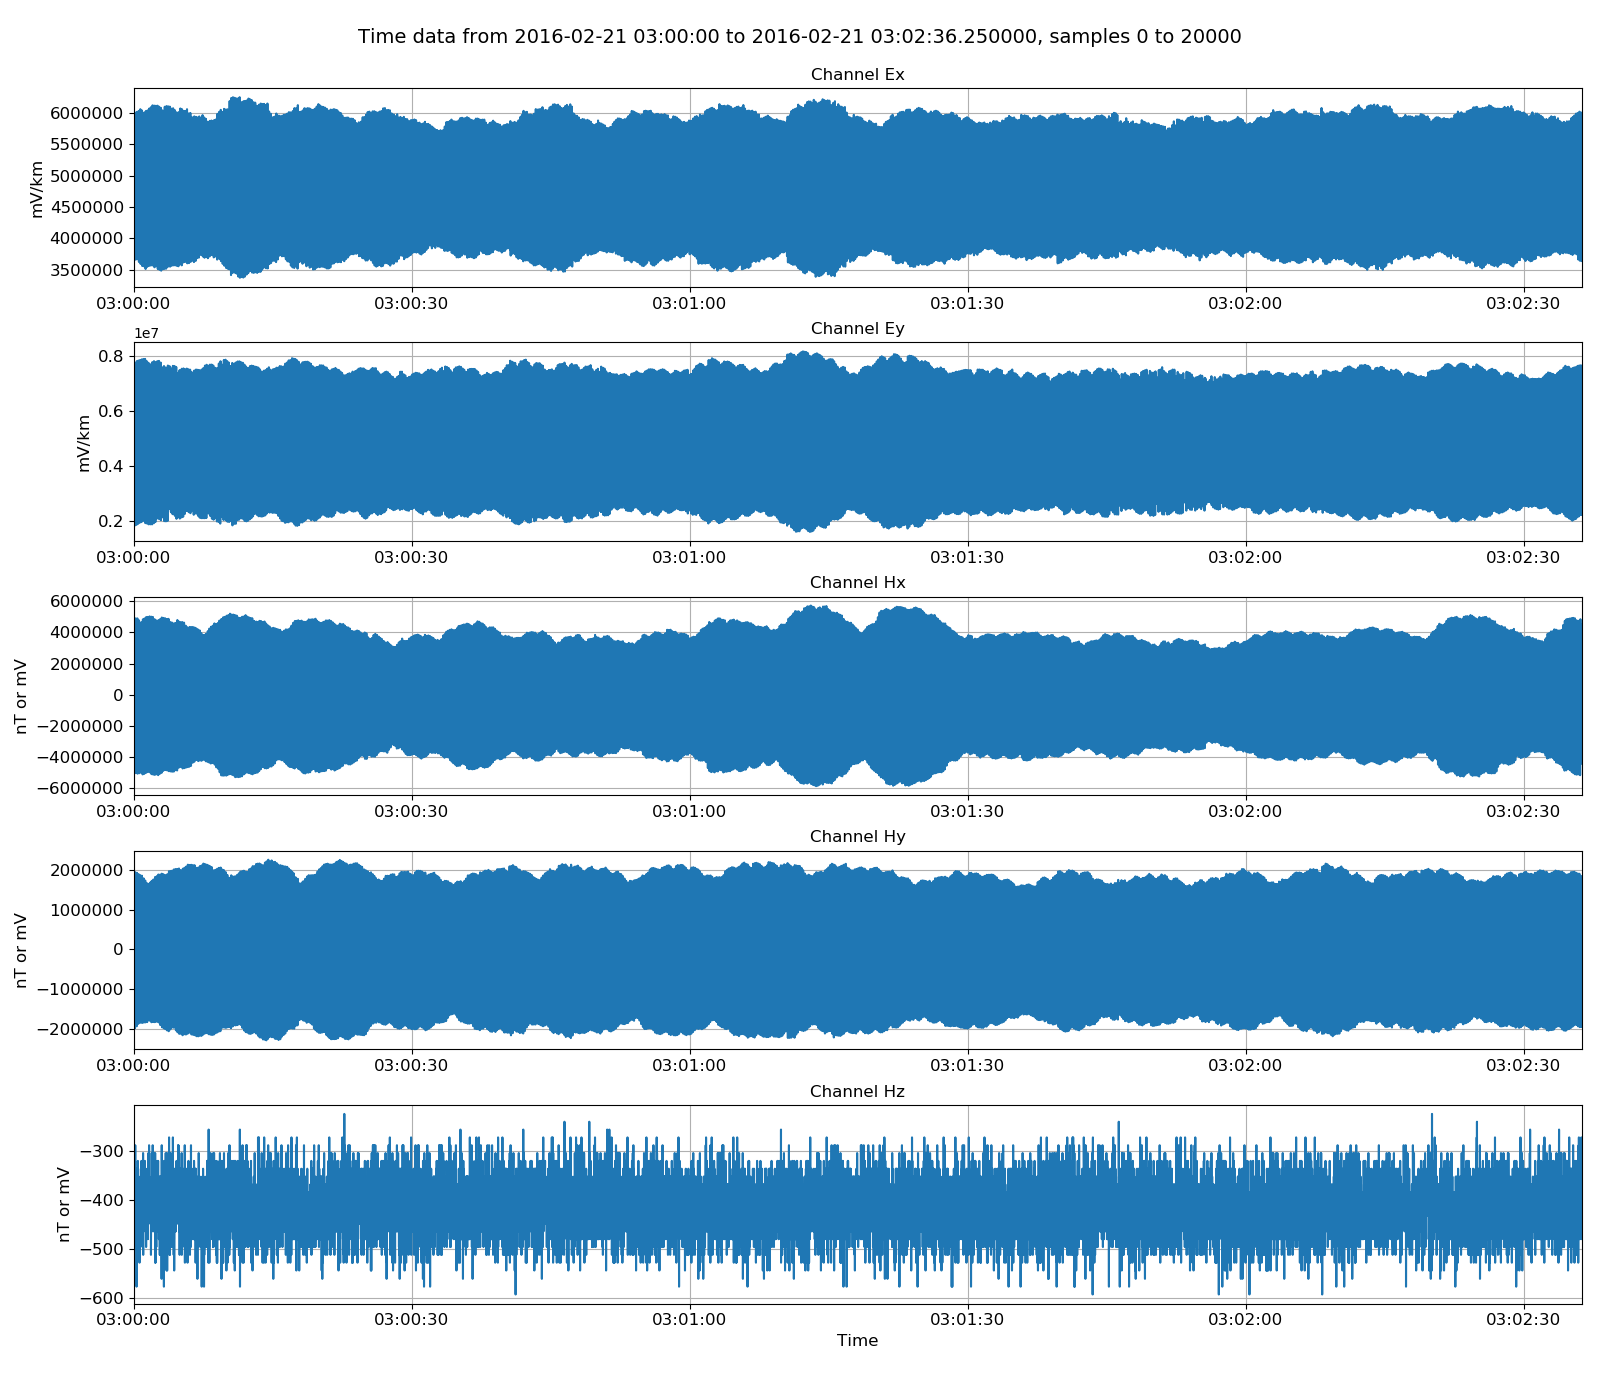 Time data from 2016-02-21 03:00:00 to 2016-02-21 03:02:36.250000, samples 0 to 20000
Channel Ex
6000000
5500000
5000000
4500000
4000000
3500000
mV/km
03:00:00 03:00:30 03:01:00 03:01:30 03:02:00 03:02:30
Channel Ey
1e7
0.8
0.6
0.4
0.2
mV/km
03:00:00 03:00:30 03:01:00 03:01:30 03:02:00 03:02:30
Channel Hx
6000000
4000000
2000000
0
−2000000
−4000000
−6000000
nT or mV
03:00:00 03:00:30 03:01:00 03:01:30 03:02:00 03:02:30
Channel Hy
2000000
1000000
0
−1000000
−2000000
nT or mV
03:00:00 03:00:30 03:01:00 03:01:30 03:02:00 03:02:30
Channel Hz
−300
−400
−500
−600
nT or mV
03:00:00 03:00:30 03:01:00 03:01:30 03:02:00 03:02:30
Time